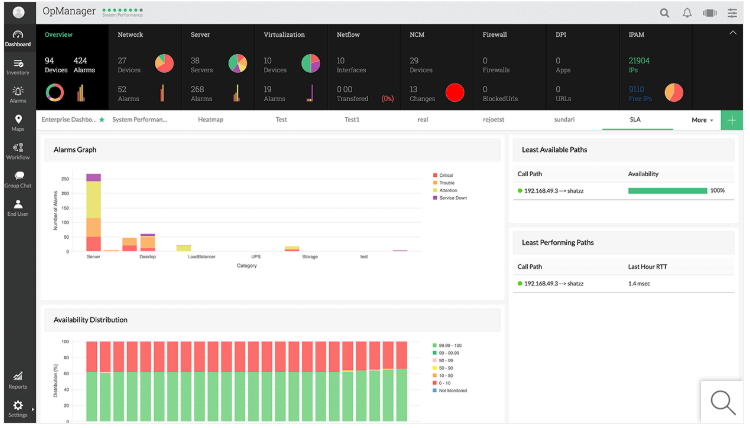 OpManager
System Performance
Dashboard
Inventory
Alarms
Maps
Workflow
Group Chat
End User
Reports
Settings
Overview
94 424
Devices Alarms
Network
27
Devices
52
Alarms
Server
38
Servers
268
Alarms
Virtualization
10
Devices
19
Alarms
Netflow
10
Interfaces
0 00
Transfered (0%)
NCM
29
Devices
13
Changes
Firewall
0
Firewalls
0
BlockedUrls
DPI
0
Apps
0
URLs
IPAM
21904
IPs
9110
Free IPs
Enterprise Dashbo... System Performan... Heatmap Test Test1 real rejoetst sundari SLA More
Alarms Graph
Number of Alarms
250
200
150
100
50
0
Server Desktop LoadBalancer UPS Storage test
Category
Critical
Trouble
Attention
Service Down
Least Available Paths
Call Path Availability
192.168.49.3 --> shatzz 100%
Least Performing Paths
Call Path Last Hour RTT
192.168.49.3 --> shatzz 1.4 msec
Availability Distribution
Distribution (%)
100
80
60
40
20
99.99 - 100
99 - 99.99
90 - 99
50 - 90
10 - 50
0 - 10
Not Monitored